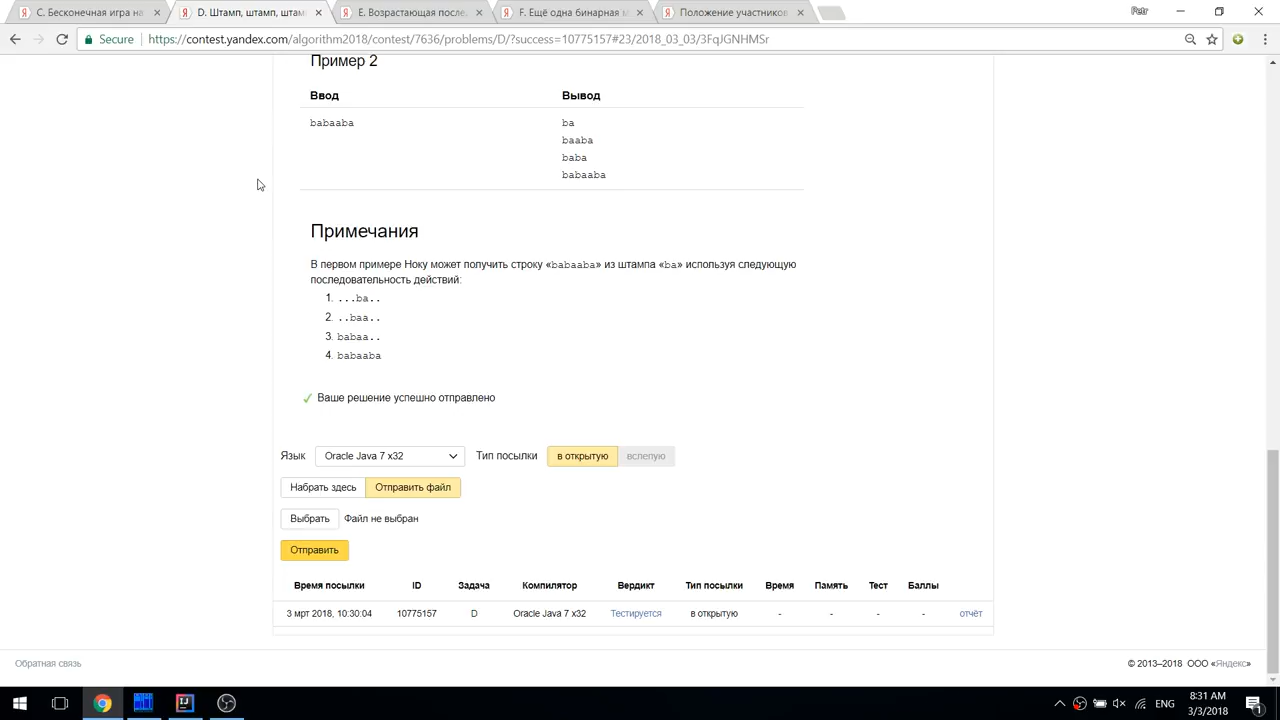 C. Бесконечная игра на
D. Штамп, штамп, штам
E. Возрастающая после
F. Ещё одна бинарная м
Положение участников
Petr
Secure
https://contest.yandex.com/algorithm2018/contest/7636/problems/D/?success=10775157#23/2018_03_03/3FqJGNHMSr
Пример 2
Ввод Вывод
babaaba ba
baaba
baba
babaaba
Примечания
В первом примере Ноку может получить строку «babaaba» из штампа «ba» используя следующую
последовательность действий:
1. ...ba..
2. ..baa..
3. babaa..
4. babaaba
Ваше решение успешно отправлено
Язык Oracle Java 7 x32 Тип посылки в открытую вслепую
Набрать здесь Отправить файл
Выбрать Файл не выбран
Отправить
Время посылки ID Задача Компилятор Вердикт Тип посылки Время Память Тест Баллы
3 мрт 2018, 10:30:04 10775157 D Oracle Java 7 x32 Тестируется в открытую - - - - отчёт
Обратная связь © 2013–2018 ООО «Яндекс»
ENG
8:31 AM
3/3/2018